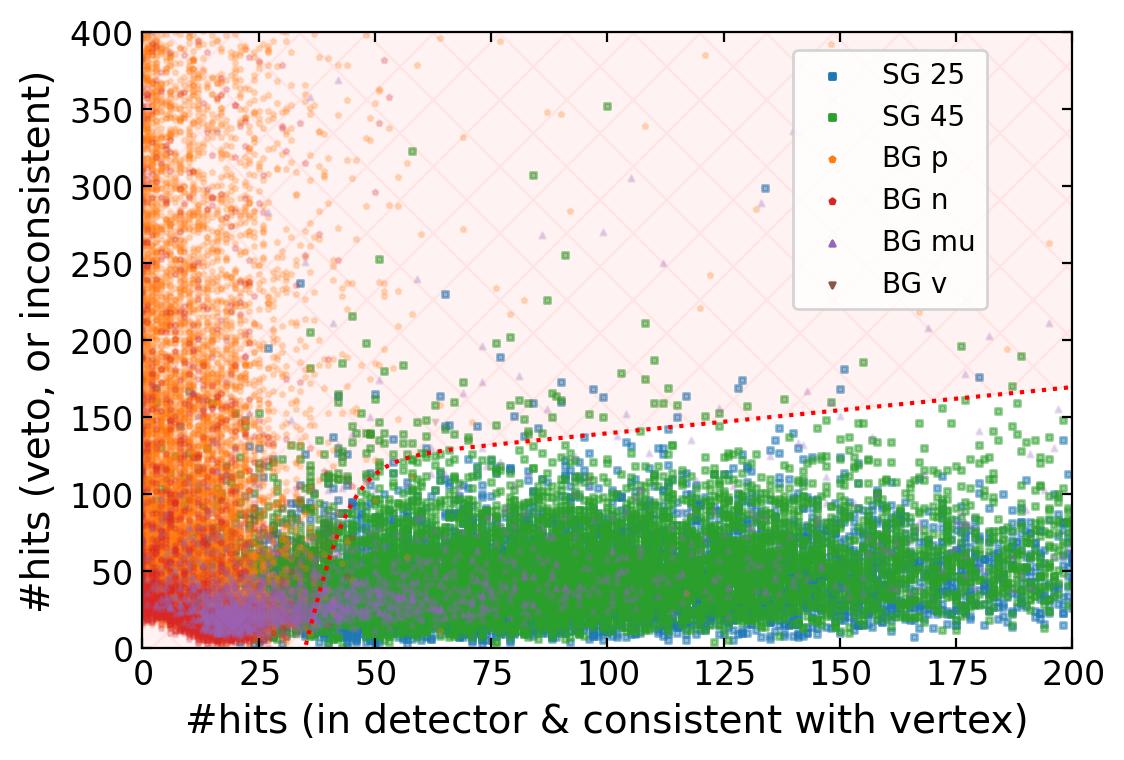 #hits (veto, or inconsistent)
400
350
300
250
200
150
100
50
0
SG 25
SG 45
BG p
BG n
BG mu
BG v
0 25 50 75 100 125 150 175 200
#hits (in detector & consistent with vertex)